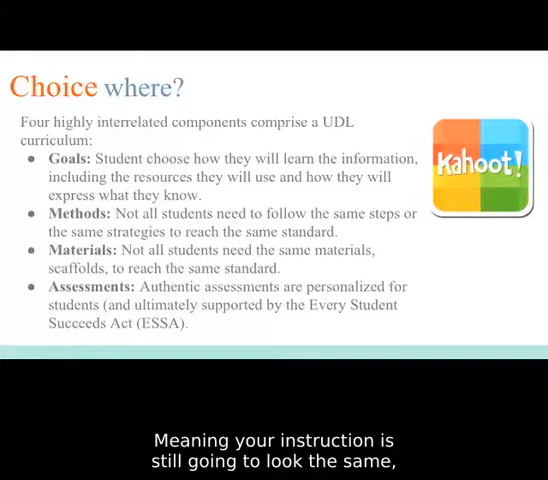 Choice where?
Four highly interrelated components comprise a UDL
curriculum:
● Goals: Student choose how they will learn the information,
including the resources they will use and how they will
express what they know.
● Methods: Not all students need to follow the same steps or
the same strategies to reach the same standard.
● Materials: Not all students need the same materials,
scaffolds, to reach the same standard.
● Assessments: Authentic assessments are personalized for
students (and ultimately supported by the Every Student
Succeeds Act (ESSA).
Kahoot!
Meaning your instruction is
still going to look the same,